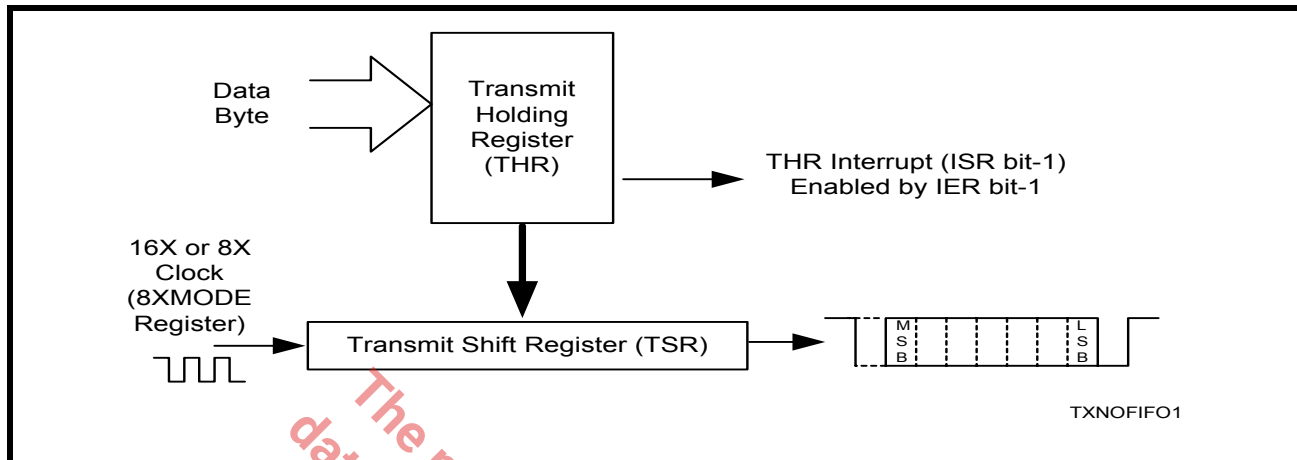 Data
Byte
Transmit
Holding
Register
(THR)
THR Interrupt (ISR bit-1)
Enabled by IER bit-1
16X or 8X
Clock
(8XMODE
Register)
Transmit Shift Register (TSR)
M
S
B
L
S
B
TXNOFIFO1
The